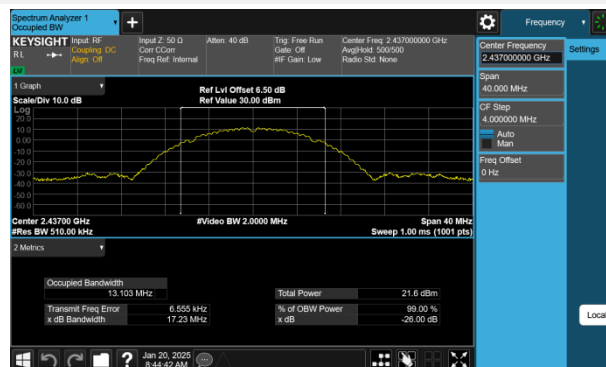 Spectrum Analyzer 1
Occupied BW
Frequency
KEYSIGHT
Input: RF
Input Z: 50 Ω
Atten: 40 dB
Trig: Free Run
Center Freq: 2.437000000 GHz
RL
Coupling: DC
Corr CCorr
Gate: Off
Avg|Hold: 500/500
Align: Off
Freq Ref: Internal
#IF Gain: Low
Radio Std: None
Center Frequency
2.437000000 GHz
Settings
Span
40.000 MHz
CF Step
4.000000 MHz
Auto
Man
Freq Offset
0 Hz
1 Graph
Ref Lvl Offset 6.50 dB
Scale/Div 10.0 dB
Ref Value 30.00 dBm
Log
20.0
10.0
0.00
-10.0
-20.0
-30.0
-40.0
-50.0
-60.0
Center 2.43700 GHz
#Video BW 2.0000 MHz
Span 40 MHz
#Res BW 510.00 kHz
Sweep 1.00 ms (1001 pts)
2 Metrics
Occupied Bandwidth
13.103 MHz
Total Power
21.6 dBm
Transmit Freq Error
6.555 kHz
% of OBW Power
99.00 %
x dB Bandwidth
17.23 MHz
x dB
-26.00 dB
Local
Jan 20, 2025
8:44:42 AM